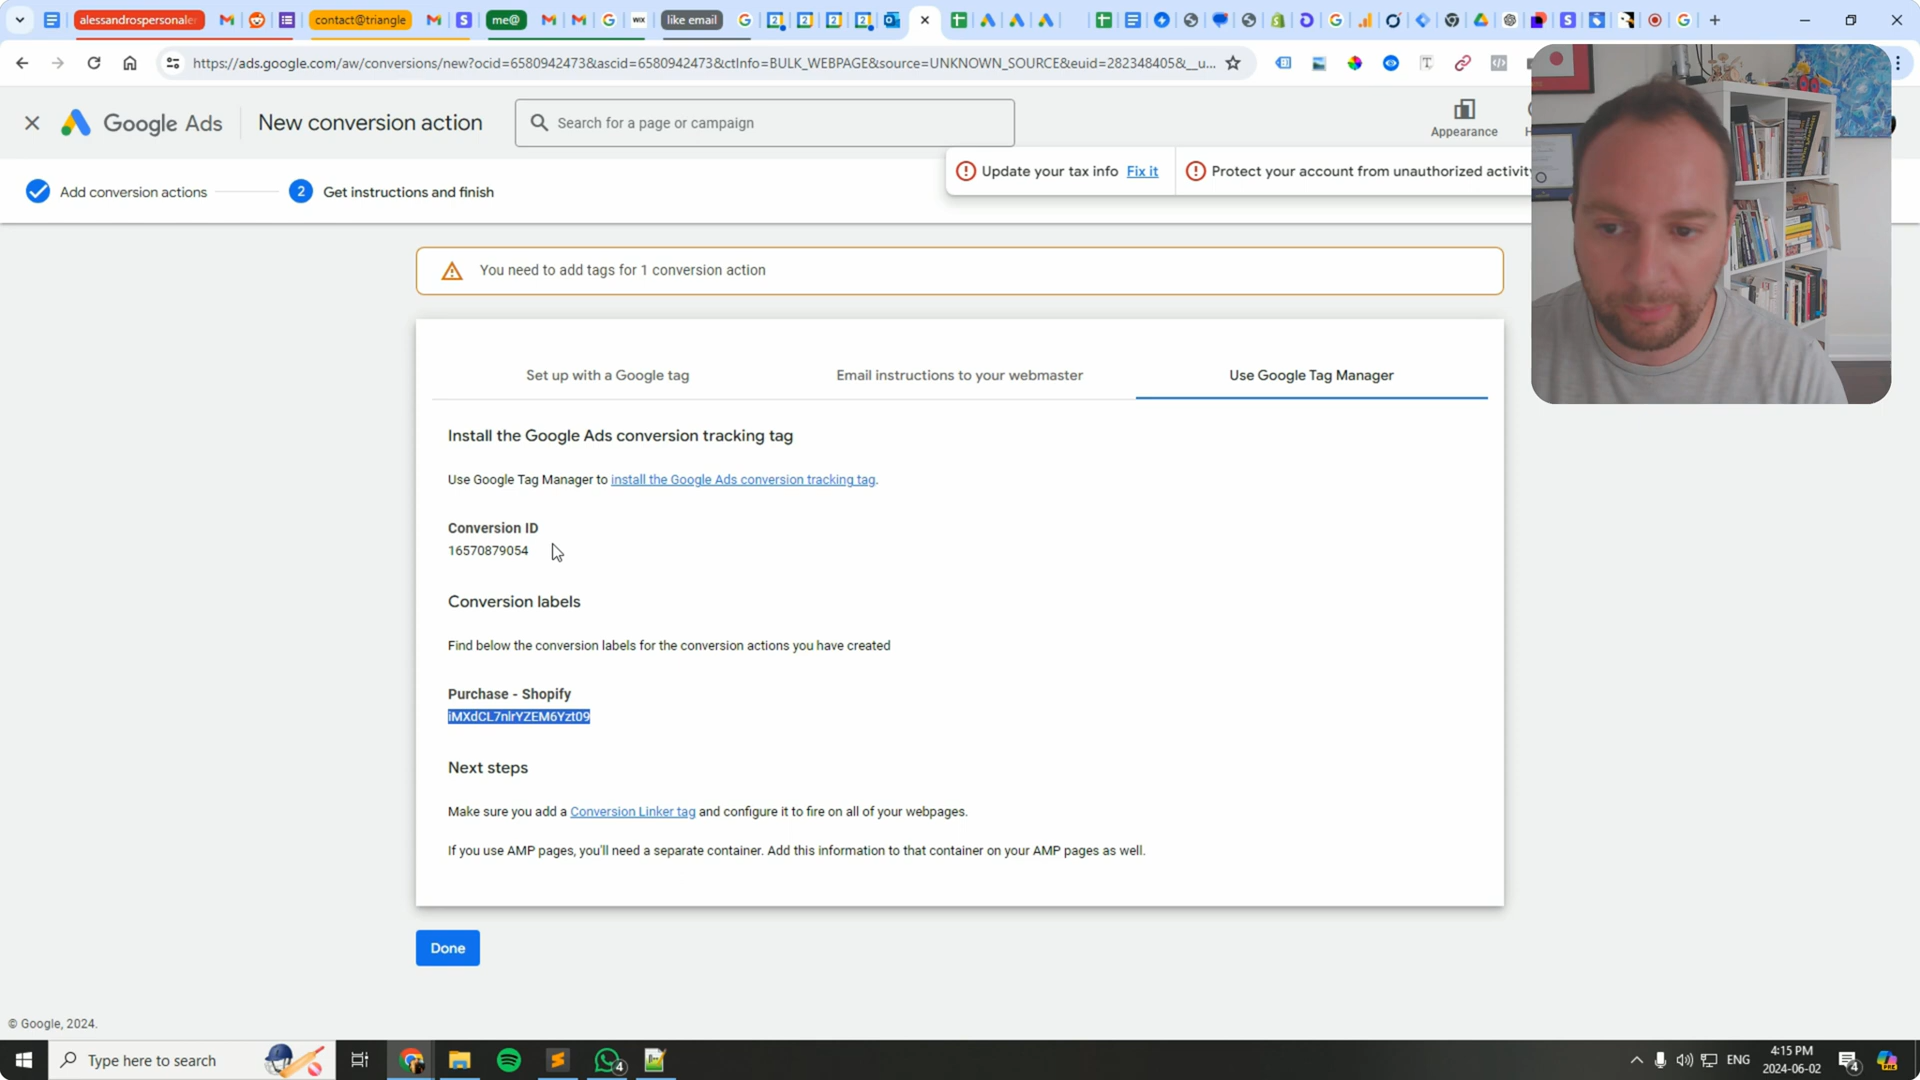 alessandrospersonale
contact@triangle
me@
like email
https://ads.google.com/aw/conversions/new?ocid=6580942473&ascid=6580942473&ctInfo=BULK_WEBPAGE&source=UNKNOWN_SOURCE&euid=282348405&__u...
Google Ads
New conversion action
Search for a page or campaign
Appearance
Update your tax info Fix it
Protect your account from unauthorized activity
Add conversion actions
2 Get instructions and finish
You need to add tags for 1 conversion action
Set up with a Google tag
Email instructions to your webmaster
Use Google Tag Manager
Install the Google Ads conversion tracking tag
Use Google Tag Manager to install the Google Ads conversion tracking tag.
Conversion ID
16570879054
Conversion labels
Find below the conversion labels for the conversion actions you have created
Purchase - Shopify
iMXdCL7nlrYZEM6Yzt09
Next steps
Make sure you add a Conversion Linker tag and configure it to fire on all of your webpages.
If you use AMP pages, you'll need a separate container. Add this information to that container on your AMP pages as well.
Done
© Google, 2024.
Type here to search
4
ENG
4:15 PM
2024-06-02
4